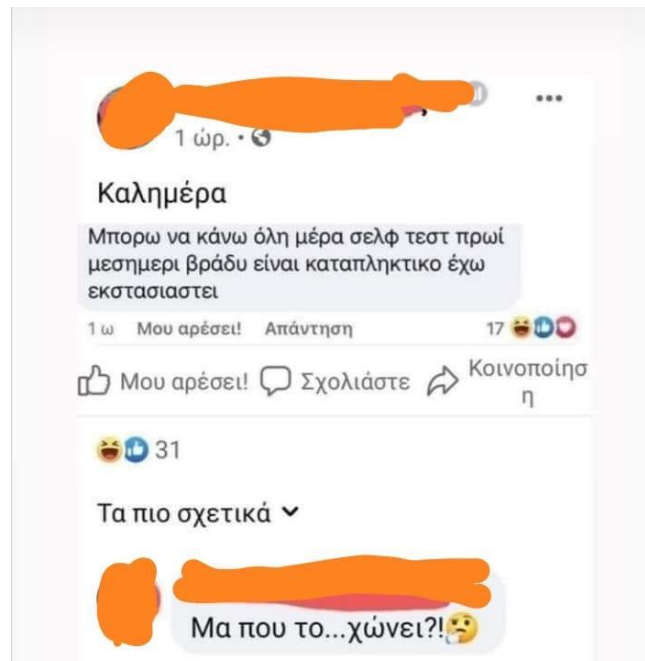 1 ώρ. •
Καλημέρα
Μπορω να κάνω όλη μέρα σελφ τεστ πρωί
μεσημερι βράδυ είναι καταπληκτικο έχω
εκστασιαστει
1 ω Μου αρέσει! Απάντηση 17
Μου αρέσει! Σχολιάστε Κοινοποίησ
η
31
Τα πιο σχετικά
Μα που το...χώνει?!